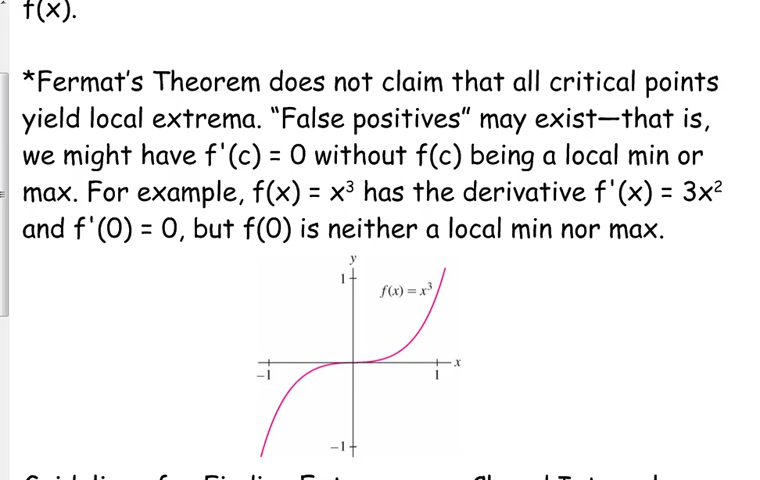 f(x).
*Fermat's Theorem does not claim that all critical points
yield local extrema. "False positives" may exist—that is,
we might have f'(c) = 0 without f(c) being a local min or
max. For example, f(x) = x³ has the derivative f'(x) = 3x²
and f'(0) = 0, but f(0) is neither a local min nor max.
y
1
f(x) = x³
x
−1
1
−1